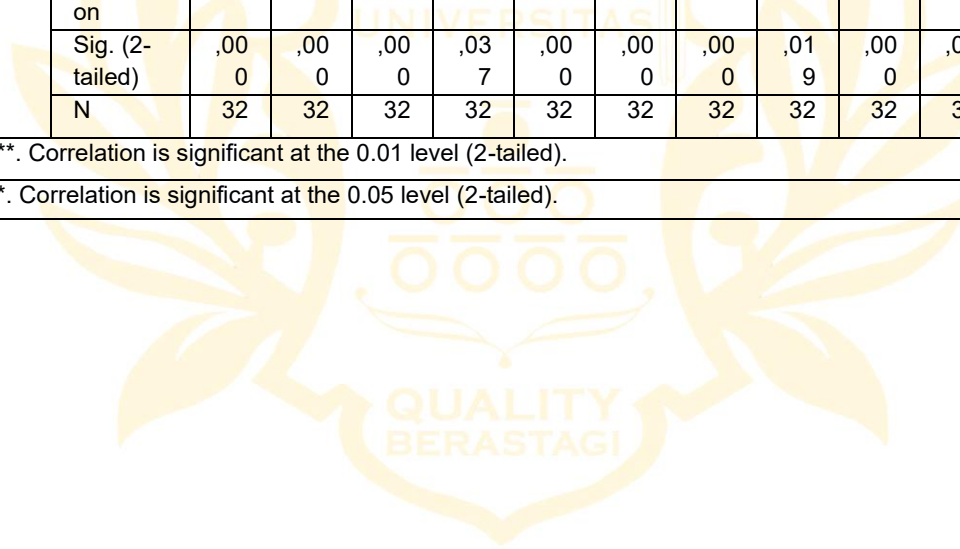 on
UNIVERSITAS
Sig. (2- ,00 ,00 ,00 ,03 ,00 ,00 ,00 ,01 ,00 ,0
tailed) 0 0 0 7 0 0 0 9 0
N 32 32 32 32 32 32 32 32 32 3
**. Correlation is significant at the 0.01 level (2-tailed).
*. Correlation is significant at the 0.05 level (2-tailed).
QUALITY
BERASTAGI